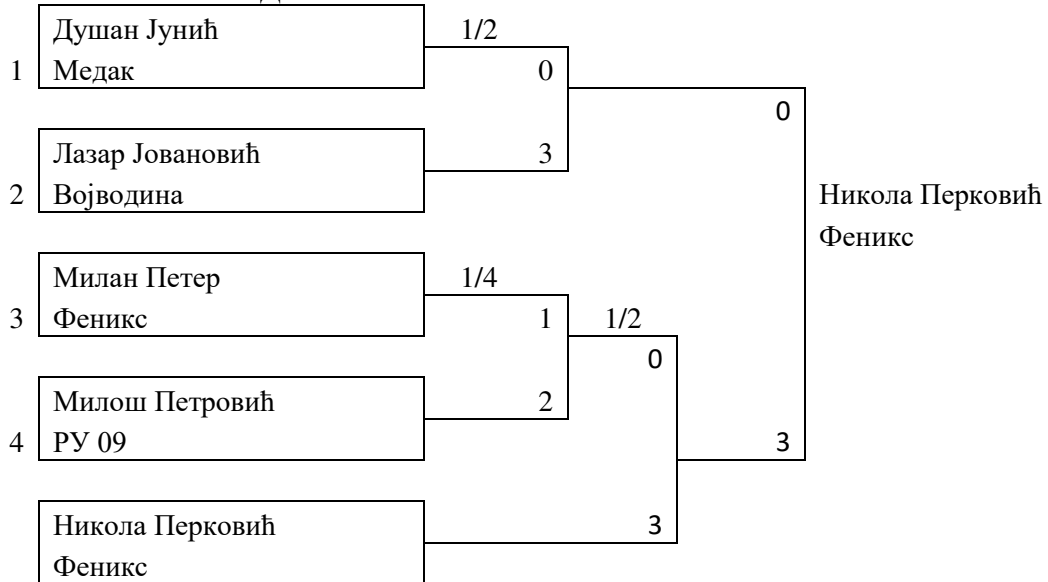 Душан Јунић 1/2
1 Медак 0
0
Лазар Јовановић 3
2 Војводина Никола Перковић
Феникс
Милан Петер 1/4
3 Феникс 1 1/2
0
Милош Петровић 2
4 РУ 09 3
Никола Перковић 3
Феникс